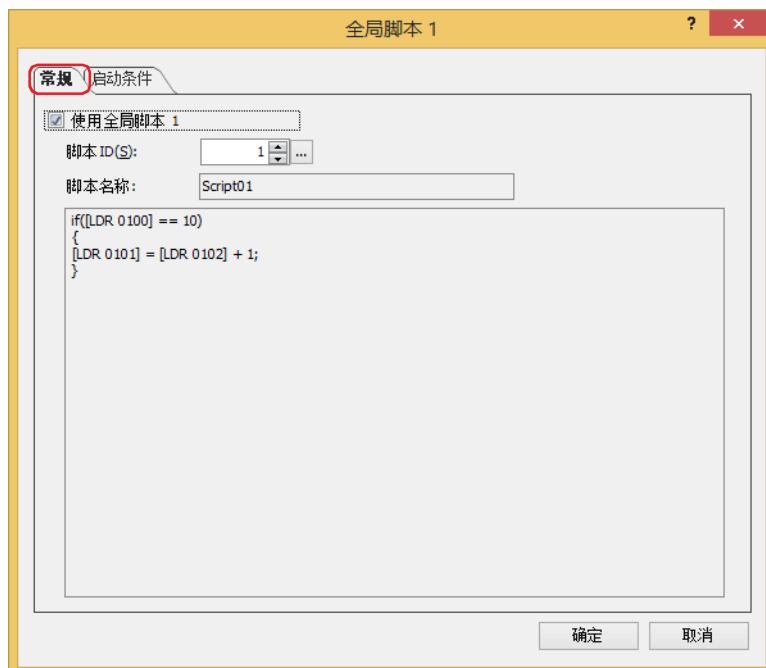 全局脚本 1
?
×
常规 启动条件
使用全局脚本 1
脚本 ID(S): 1 ...
脚本名称: Script01
if([LDR 0100] == 10)
{
[LDR 0101] = [LDR 0102] + 1;
}
确定 取消